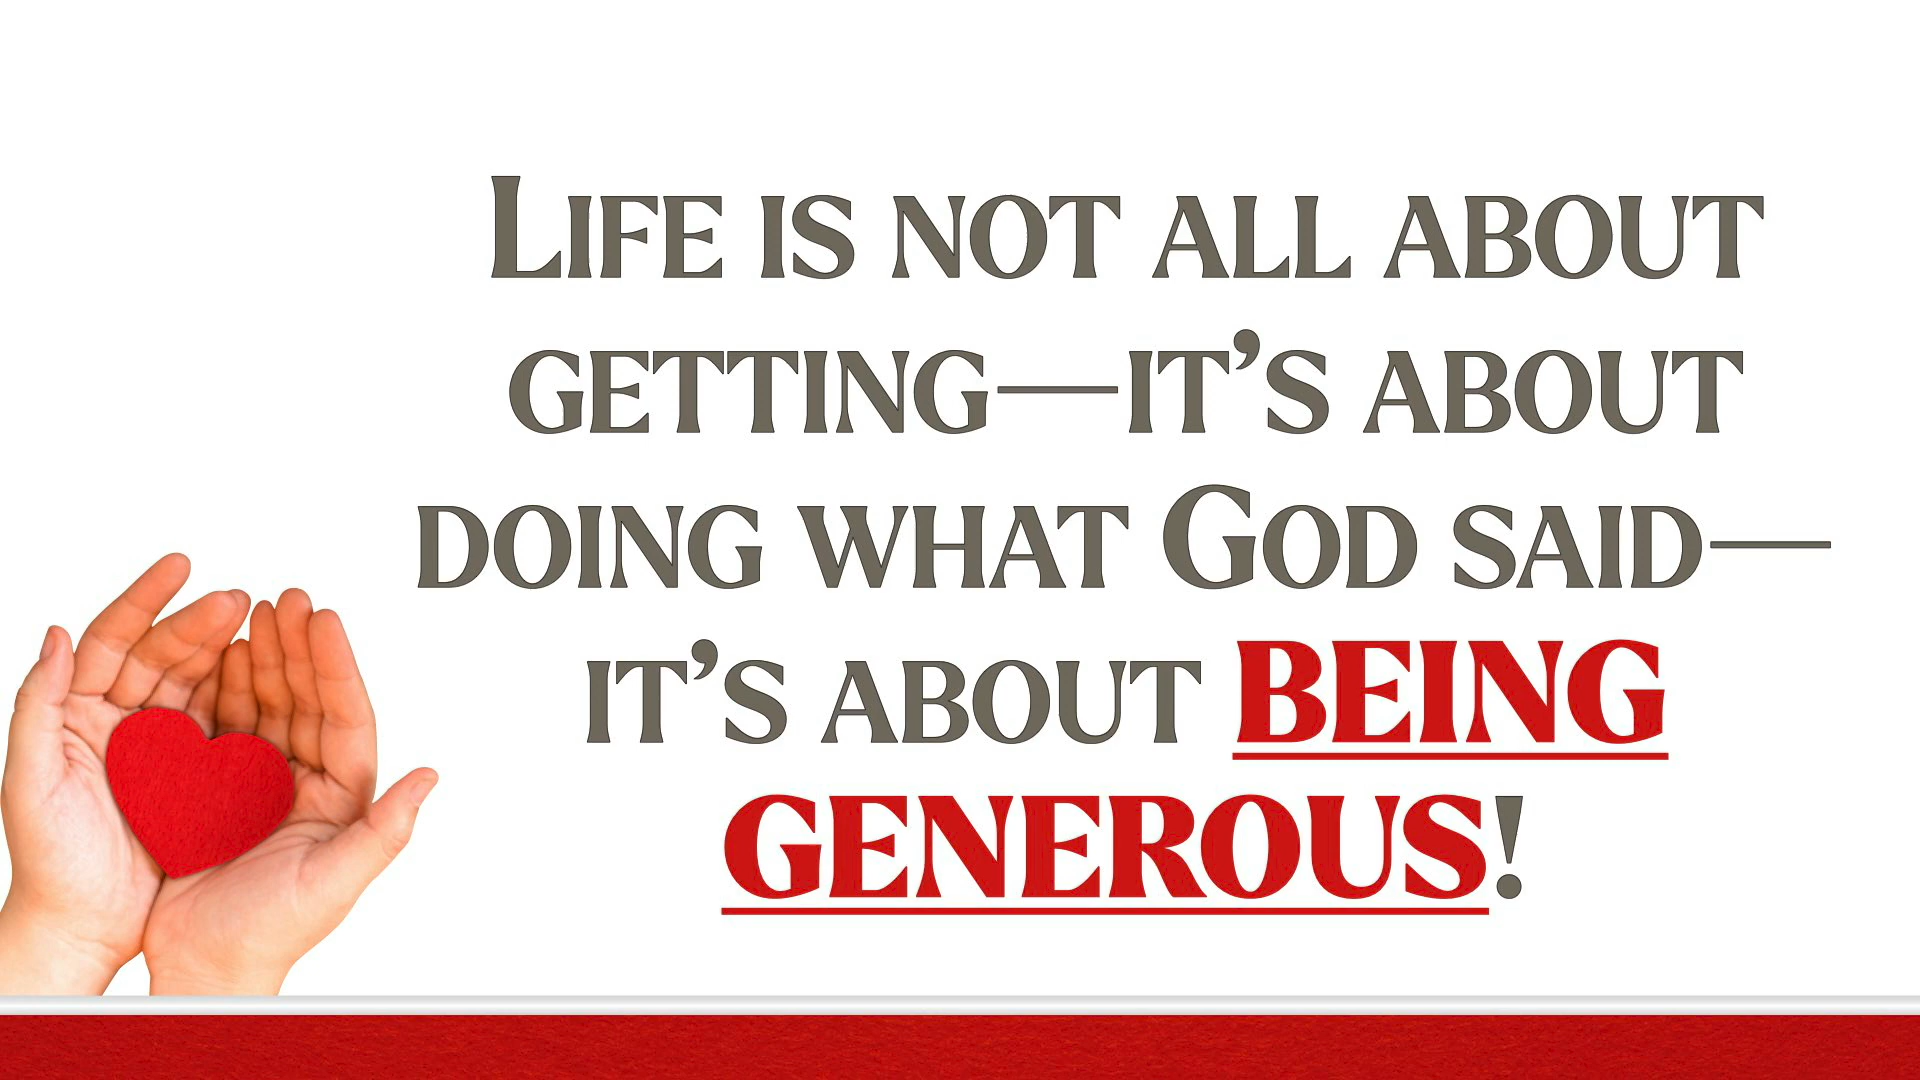 Life is not all about
getting—it’s about
doing what God said—
it’s about being
generous!